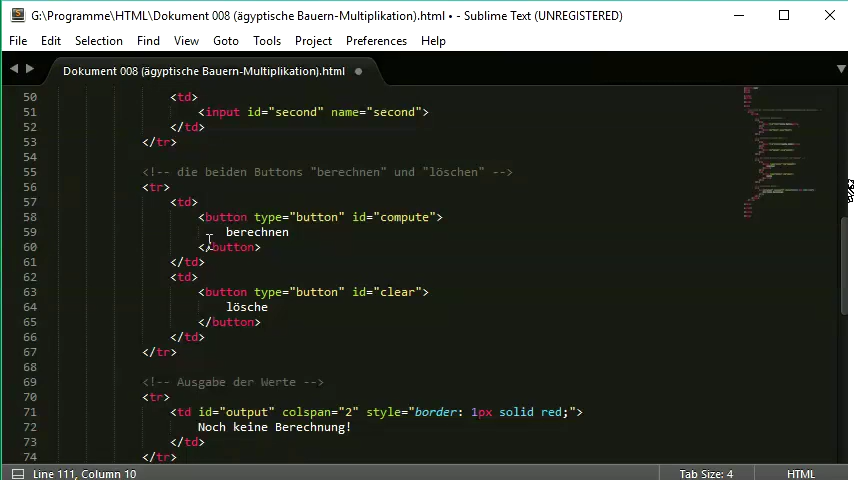 G:\Programme\HTML\Dokument 008 (ägyptische Bauern-Multiplikation).html • - Sublime Text (UNREGISTERED)
File Edit Selection Find View Goto Tools Project Preferences Help
Dokument 008 (ägyptische Bauern-Multiplikation).html
50 <td>
51 <input id="second" name="second">
52 </td>
53 </tr>
54
55 <!-- die beiden Buttons "berechnen" und "löschen" -->
56 <tr>
57 <td>
58 <button type="button" id="compute">
59 berechnen
60 </button>
61 </td>
62 <td>
63 <button type="button" id="clear">
64 lösche
65 </button>
66 </td>
67 </tr>
68
69 <!-- Ausgabe der Werte -->
70 <tr>
71 <td id="output" colspan="2" style="border: 1px solid red;">
72 Noch keine Berechnung!
73 </td>
74 </tr>
Line 111, Column 10 Tab Size: 4 HTML